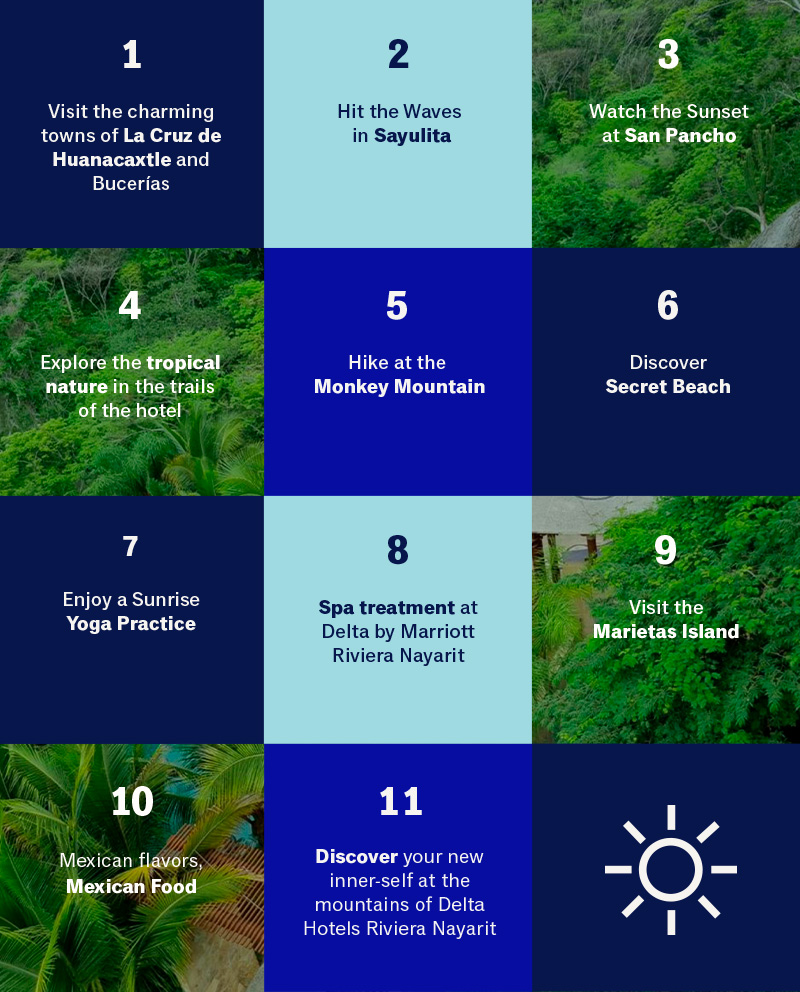 1
Visit the charming
towns of La Cruz de
Huanacaxtle and
Bucerías
2
Hit the Waves
in Sayulita
3
Watch the Sunset
at San Pancho
4
Explore the tropical
nature in the trails
of the hotel
5
Hike at the
Monkey Mountain
6
Discover
Secret Beach
7
Enjoy a Sunrise
Yoga Practice
8
Spa treatment at
Delta by Marriott
Riviera Nayarit
9
Visit the
Marietas Island
10
Mexican flavors,
Mexican Food
11
Discover your new
inner-self at the
mountains of Delta
Hotels Riviera Nayarit